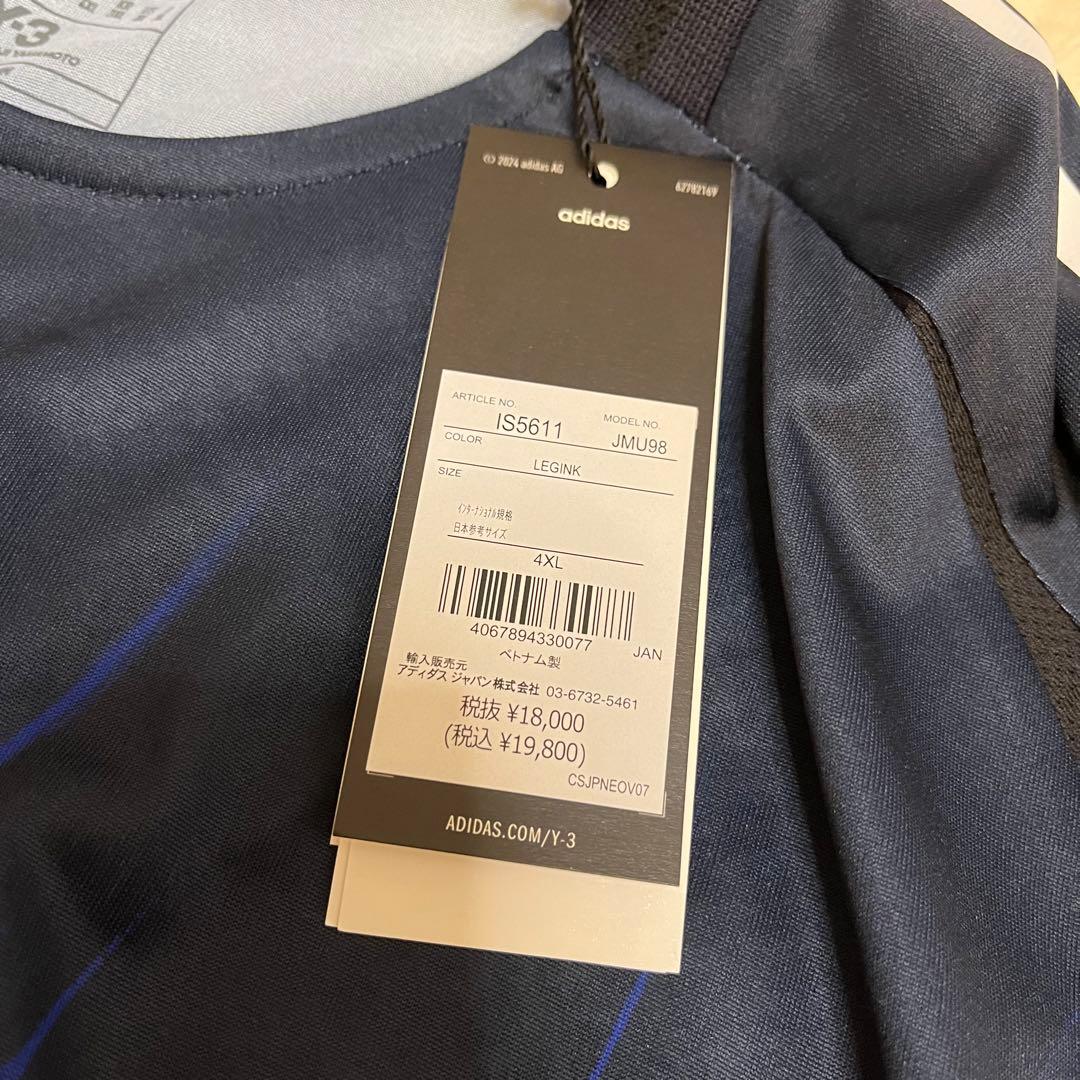 Y-3
YAMAMOTO
© 2024 adidas AG
62782169
adidas
ARTICLE NO.
MODEL NO.
IS5611
JMU98
COLOR
LEGINK
SIZE
インターナショナル規格
日本参考サイズ
4XL
4067894330077
JAN
ベトナム製
輸入販売元
アディダス ジャパン株式会社 03-6732-5461
税抜 ¥18,000
(税込 ¥19,800)
CSJPNEOV07
ADIDAS.COM/Y-3